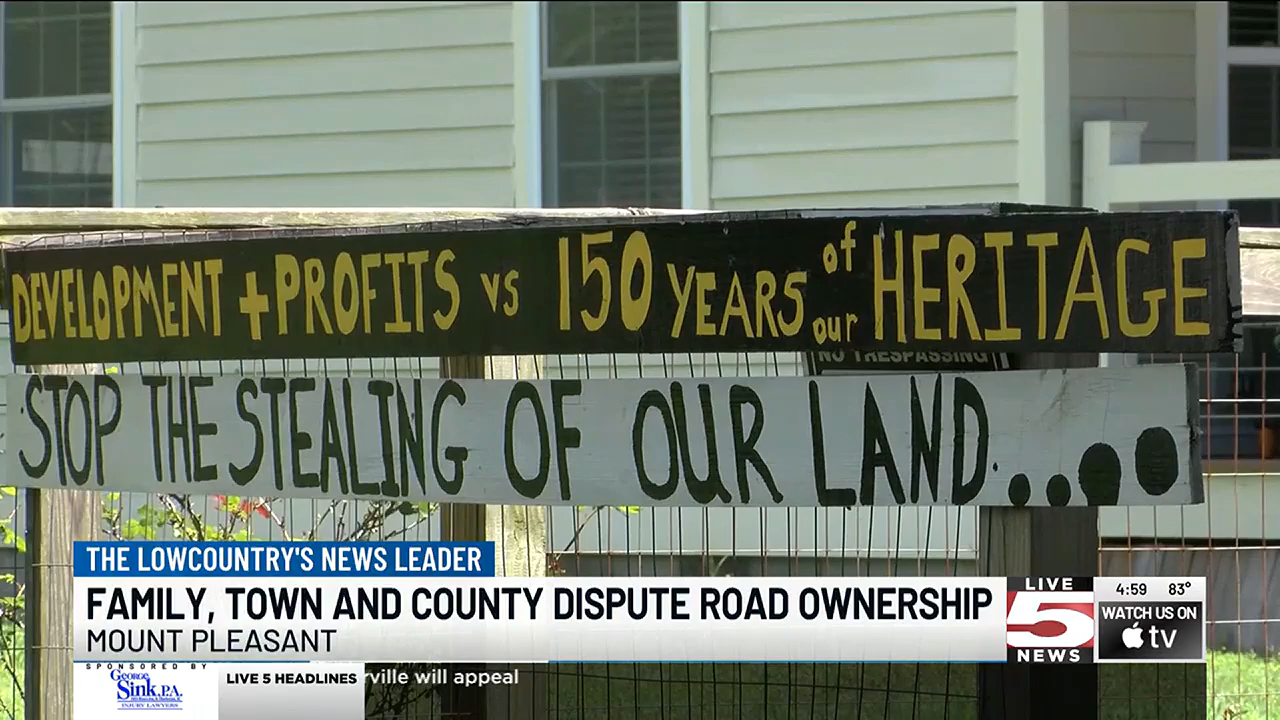 DEVELOPMENT + PROFITS vs 150 YEARS of our HERITAGE
NO TRESPASSING
STOP THE STEALING OF OUR LAND.....
THE LOWCOUNTRY'S NEWS LEADER
FAMILY, TOWN AND COUNTY DISPUTE ROAD OWNERSHIP
MOUNT PLEASANT
LIVE
5
NEWS
4:59 83°
WATCH US ON
tv
SPONSORED BY
GEORGE
SINK, P.A.
INJURY LAWYERS
LIVE 5 HEADLINES
rville will appeal